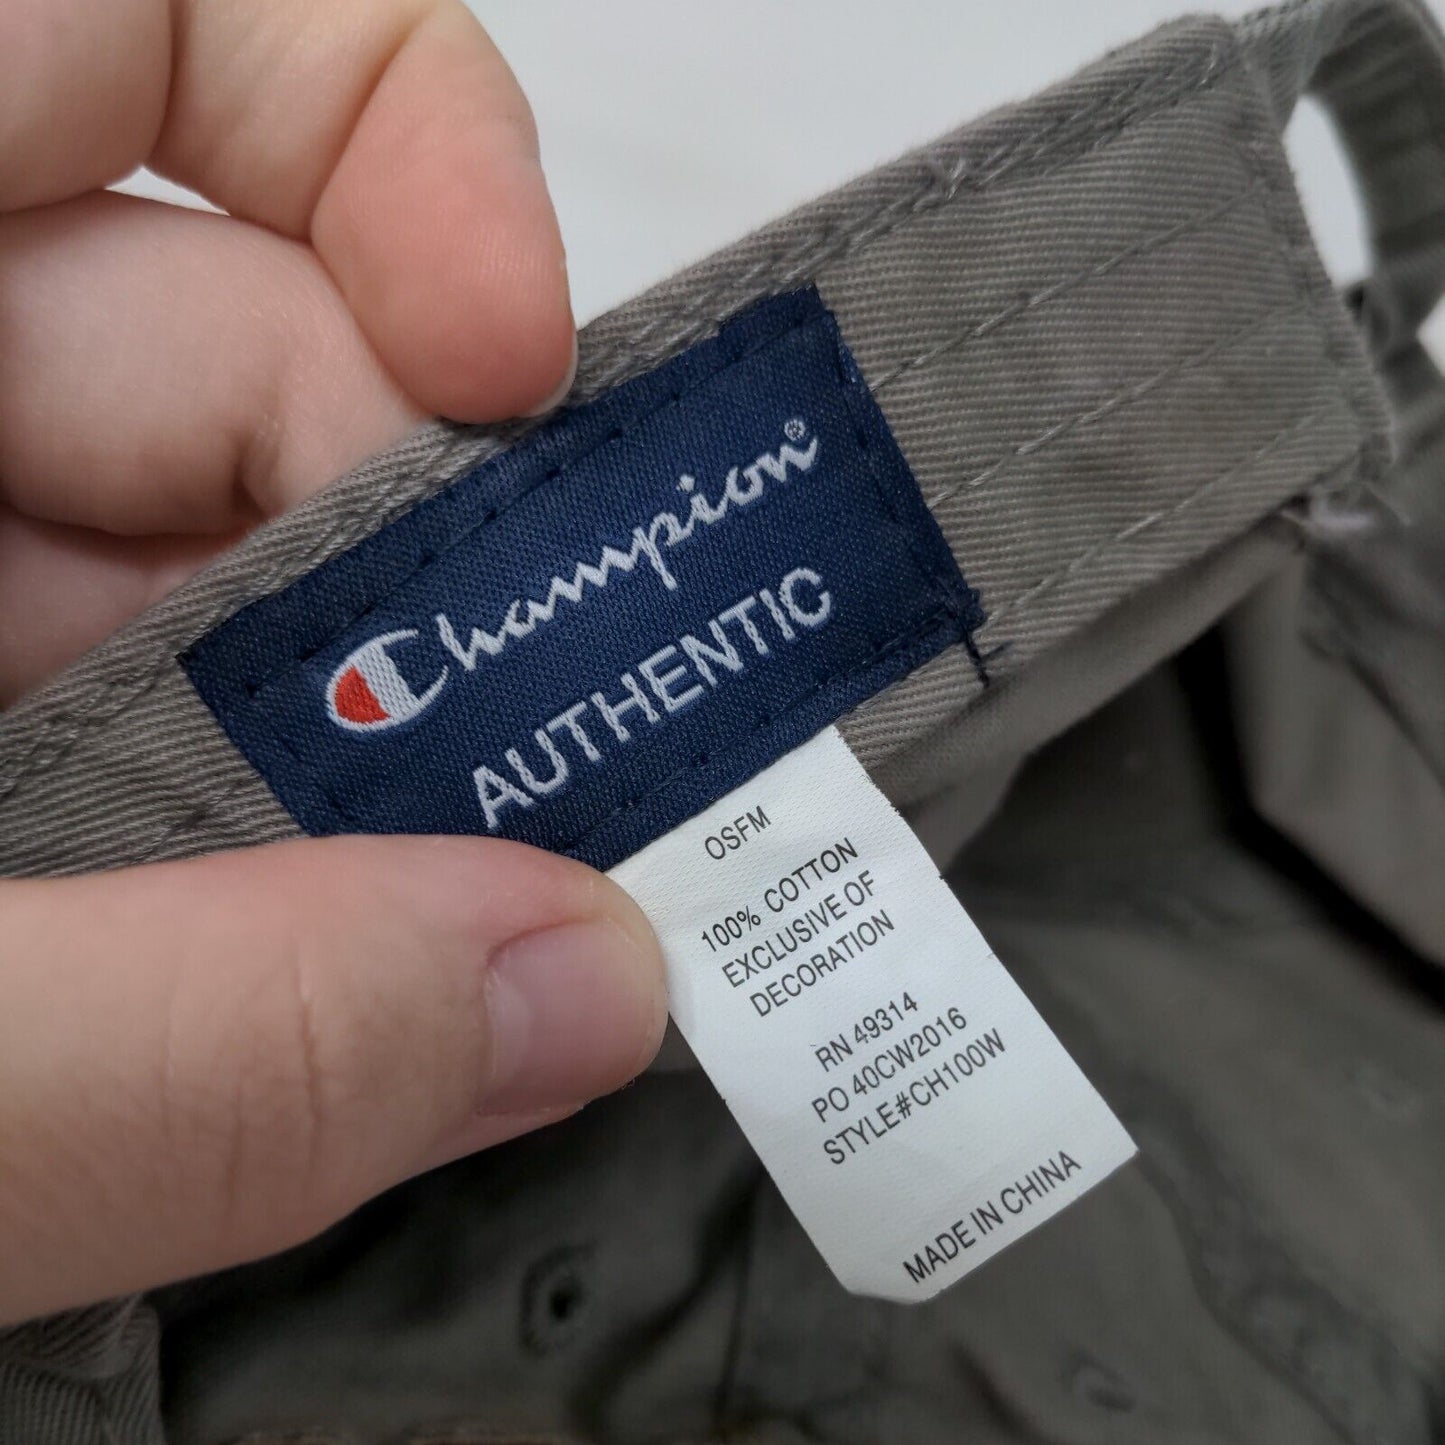 Champion®
AUTHENTIC
OSFM
100% COTTON
EXCLUSIVE OF
DECORATION
RN 49314
PO 40CW2016
STYLE#CH100W
MADE IN CHINA